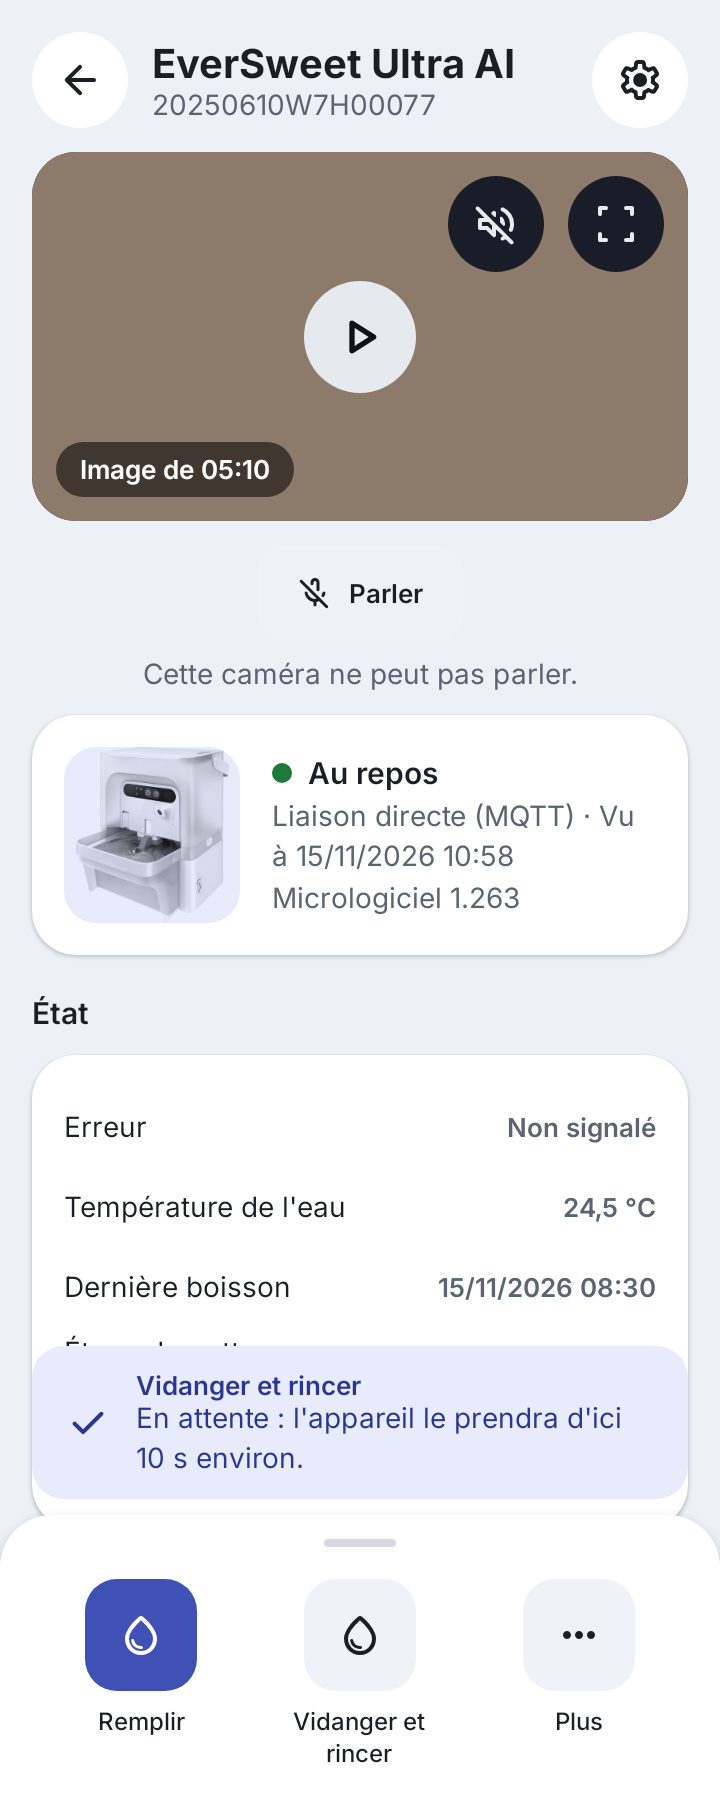 EverSweet Ultra AI
20250610W7H00077
Image de 05:10
Parler
Cette caméra ne peut pas parler.
Au repos
Liaison directe (MQTT) · Vu
à 15/11/2026 10:58
Micrologiciel 1.263
État
Erreur
Non signalé
Température de l'eau
24,5 °C
Dernière boisson
15/11/2026 08:30
Vidanger et rincer
En attente : l'appareil le prendra d'ici
10 s environ.
Remplir
Vidanger et
rincer
Plus